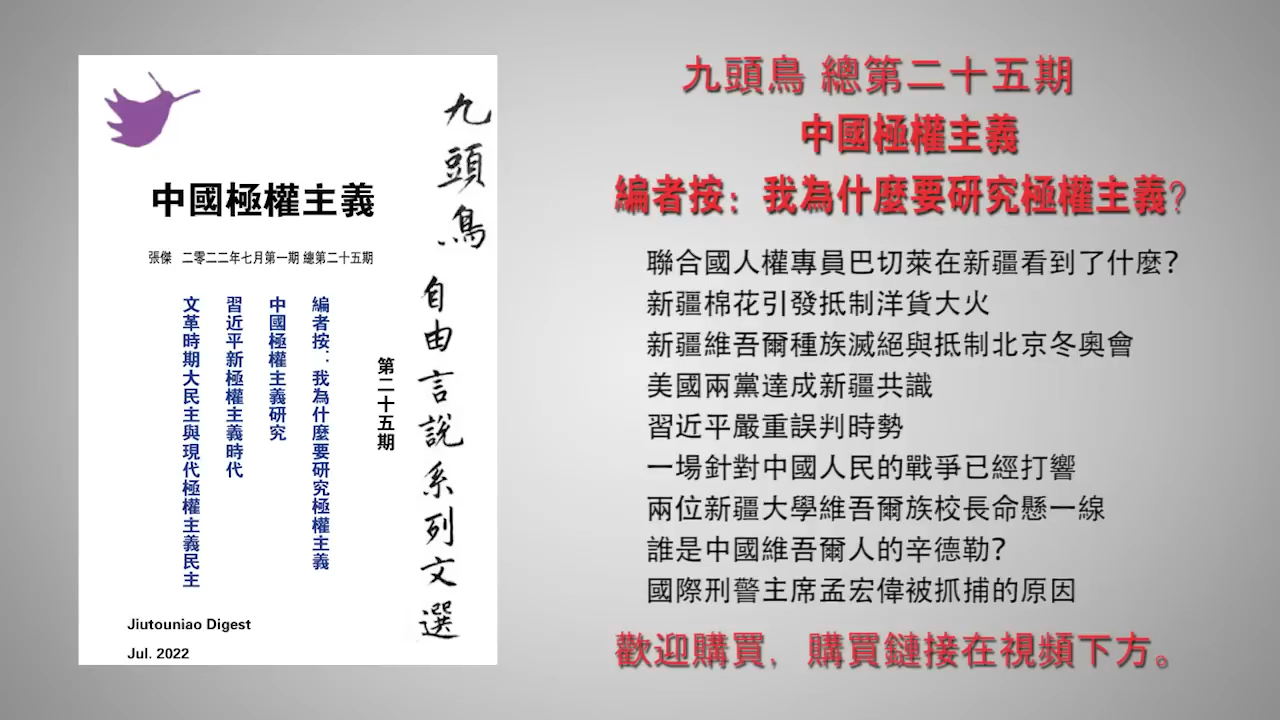 中國極權主義
張傑 二零二二年七月第一期 總第二十五期
九頭鳥 自由言說系列文選
第二十五期
編者按：我為什麼要研究極權主義
中國極權主義研究
習近平新極權主義時代
文革時期大民主與現代極權主義民主
Jiutouniao Digest
Jul. 2022
九頭鳥 總第二十五期
中國極權主義
編者按：我為什麼要研究極權主義?
聯合國人權專員巴切萊在新疆看到了什麼?
新疆棉花引發抵制洋貨大火
新疆維吾爾種族滅絕與抵制北京冬奧會
美國兩黨達成新疆共識
習近平嚴重誤判時勢
一場針對中國人民的戰爭已經打響
兩位新疆大學維吾爾族校長命懸一線
誰是中國維吾爾人的辛德勒?
國際刑警主席孟宏偉被抓捕的原因
歡迎購買，購買鏈接在視頻下方。